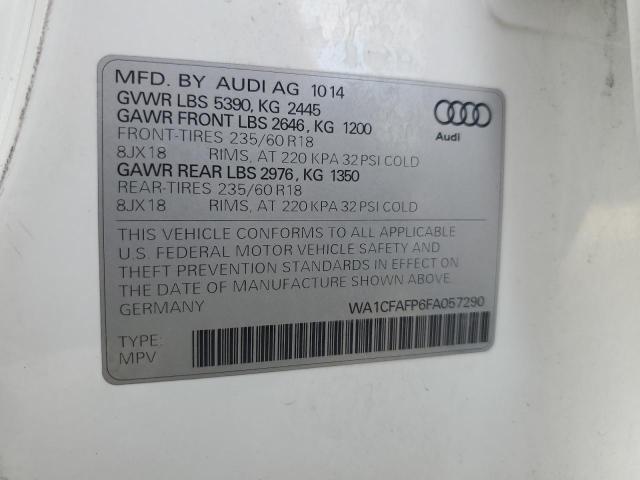 MFD. BY AUDI AG 10 14
GVWR LBS 5390, KG 2445
GAWR FRONT LBS 2646, KG 1200
FRONT-TIRES 235/60 R18
8JX18 RIMS, AT 220 KPA 32 PSI COLD
GAWR REAR LBS 2976, KG 1350
REAR-TIRES 235/60 R18
8JX18 RIMS, AT 220 KPA 32 PSI COLD
Audi
THIS VEHICLE CONFORMS TO ALL APPLICABLE
U.S. FEDERAL MOTOR VEHICLE SAFETY AND
THEFT PREVENTION STANDARDS IN EFFECT ON
THE DATE OF MANUFACTURE SHOWN ABOVE.
GERMANY WA1CFAFP6FA057290
TYPE:
MPV